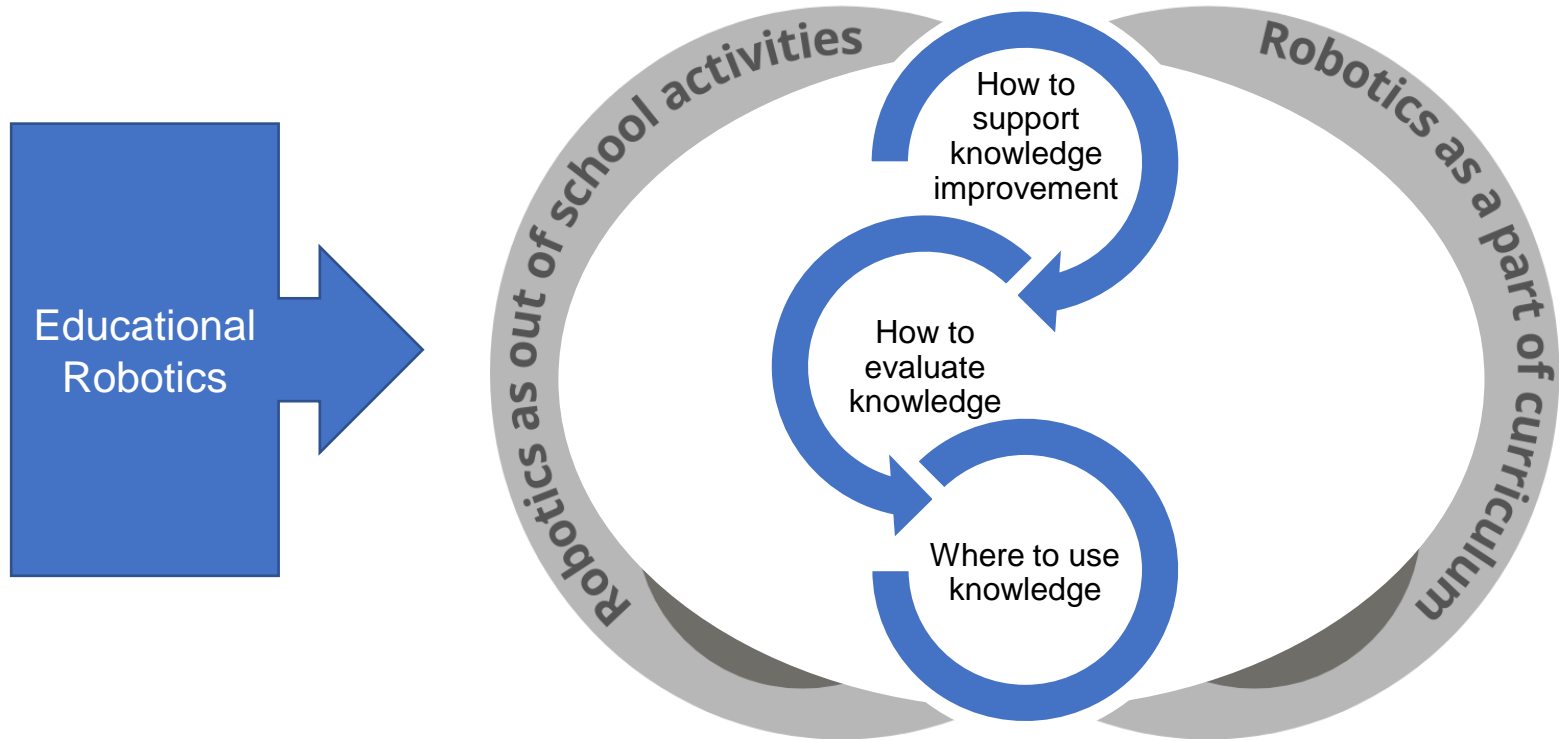 Educational
Robotics
Robotics as out of school activities
How to
support
knowledge
improvement
How to
evaluate
knowledge
Where to use
knowledge
Robotics as a part of curriculum